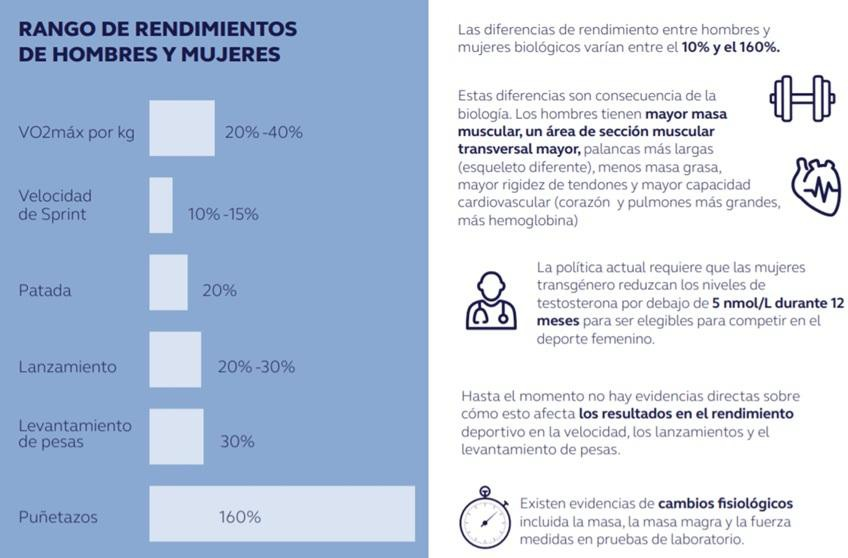 RANGO DE RENDIMIENTOS
DE HOMBRES Y MUJERES
VO2máx por kg
20% -40%
Velocidad
de Sprint
10% -15%
Patada
20%
Lanzamiento
20% -30%
Levantamiento
de pesas
30%
Puñetazos
160%
Las diferencias de rendimiento entre hombres y
mujeres biológicos varían entre el 10% y el 160%.
Estas diferencias son consecuencia de la
biología. Los hombres tienen mayor masa
muscular, un área de sección muscular
transversal mayor, palancas más largas
(esqueleto diferente), menos masa grasa,
mayor rigidez de tendones y mayor capacidad
cardiovascular (corazón y pulmones más grandes,
más hemoglobina)
La política actual requiere que las mujeres
transgénero reduzcan los niveles de
testosterona por debajo de 5 nmol/L durante 12
meses para ser elegibles para competir en el
deporte femenino.
Hasta el momento no hay evidencias directas sobre
cómo esto afecta los resultados en el rendimiento
deportivo en la velocidad, los lanzamientos y el
levantamiento de pesas.
Existen evidencias de cambios fisiológicos
incluida la masa, la masa magra y la fuerza
medidas en pruebas de laboratorio.